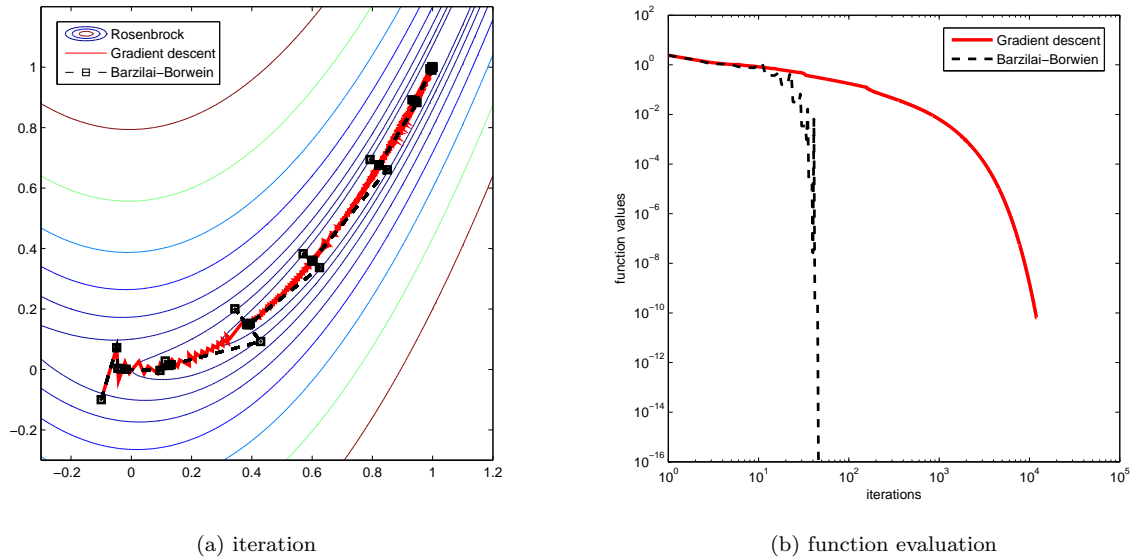 Rosenbrock
Gradient descent
Barzilai−Borwein
1
0.8
0.6
0.4
0.2
0
−0.2
−0.2 0 0.2 0.4 0.6 0.8 1 1.2
(a) iteration
Gradient descent
Barzilai−Borwien
function values
10^2
10^0
10^−2
10^−4
10^−6
10^−8
10^−10
10^−12
10^−14
10^−16
10^0 10^1 10^2 10^3 10^4 10^5
iterations
(b) function evaluation